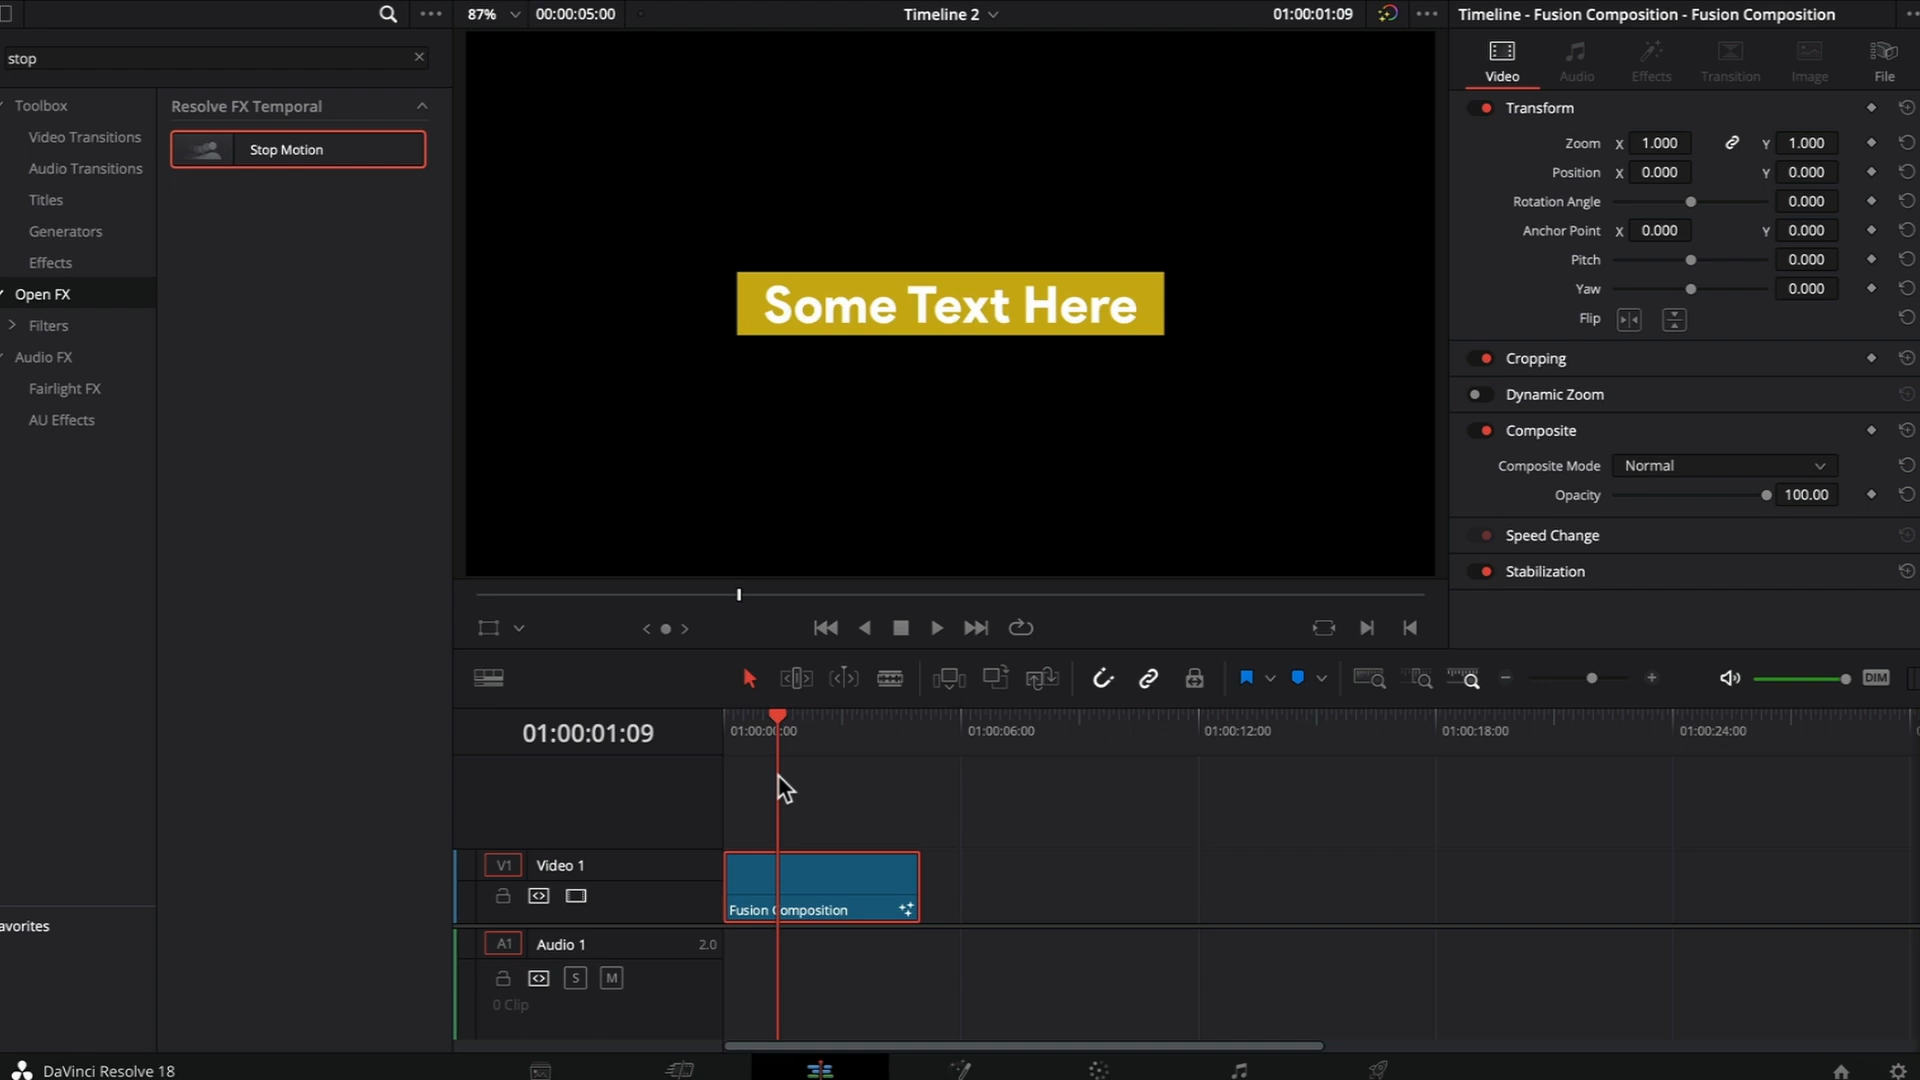 87%
00:00:05:00
Timeline 2
01:00:01:09
Timeline - Fusion Composition - Fusion Composition
stop
Toolbox
Video Transitions
Audio Transitions
Titles
Generators
Effects
Open FX
Filters
Audio FX
Fairlight FX
AU Effects
avorites
Resolve FX Temporal
Stop Motion
Some Text Here
Video
Audio
Effects
Transition
Image
File
Transform
Zoom X 1.000 Y 1.000
Position X 0.000 Y 0.000
Rotation Angle 0.000
Anchor Point X 0.000 Y 0.000
Pitch 0.000
Yaw 0.000
Flip
Cropping
Dynamic Zoom
Composite
Composite Mode Normal
Opacity 100.00
Speed Change
Stabilization
DIM
01:00:01:09
01:00:00:00
01:00:06:00
01:00:12:00
01:00:18:00
01:00:24:00
V1 Video 1
Fusion Composition
A1 Audio 1 2.0
S M
0 Clip
DaVinci Resolve 18